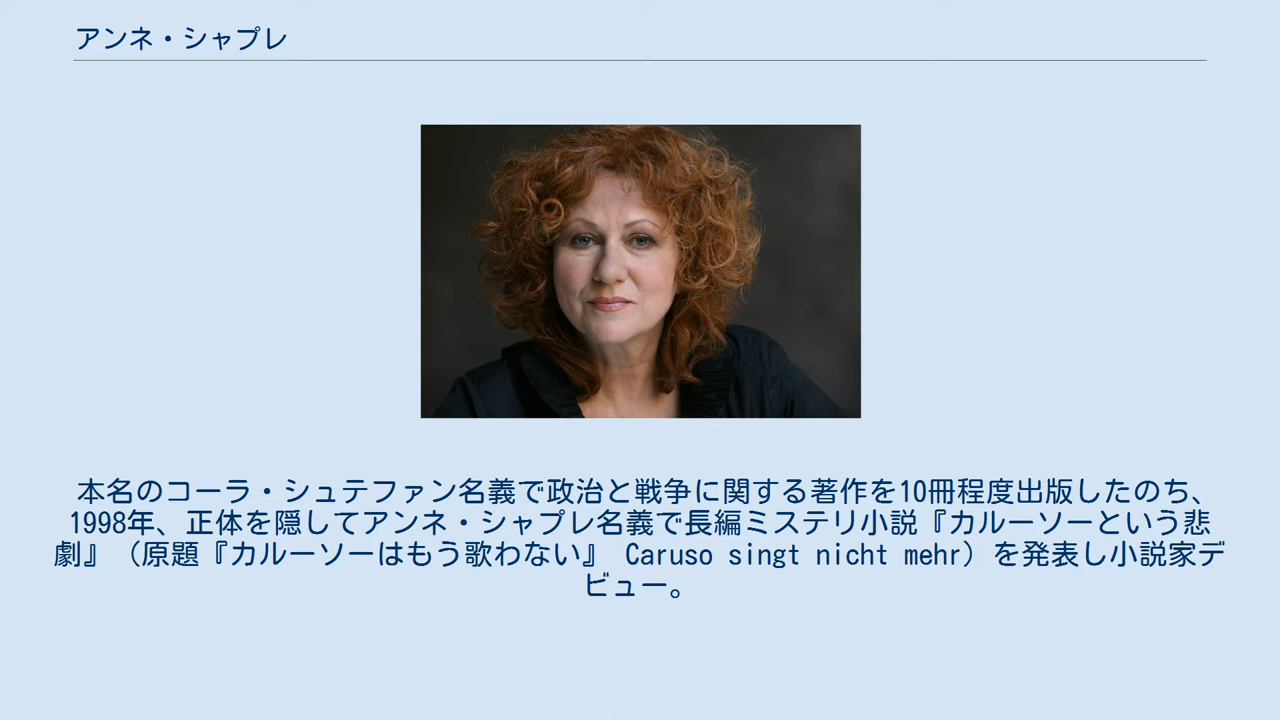 アンネ・シャプレ
本名のコーラ・シュテファン名義で政治と戦争に関する著作を10冊程度出版したのち、
1998年、正体を隠してアンネ・シャプレ名義で長編ミステリ小説『カルーソーという悲
劇』（原題『カルーソーはもう歌わない』 Caruso singt nicht mehr）を発表し小説家デ
ビュー。